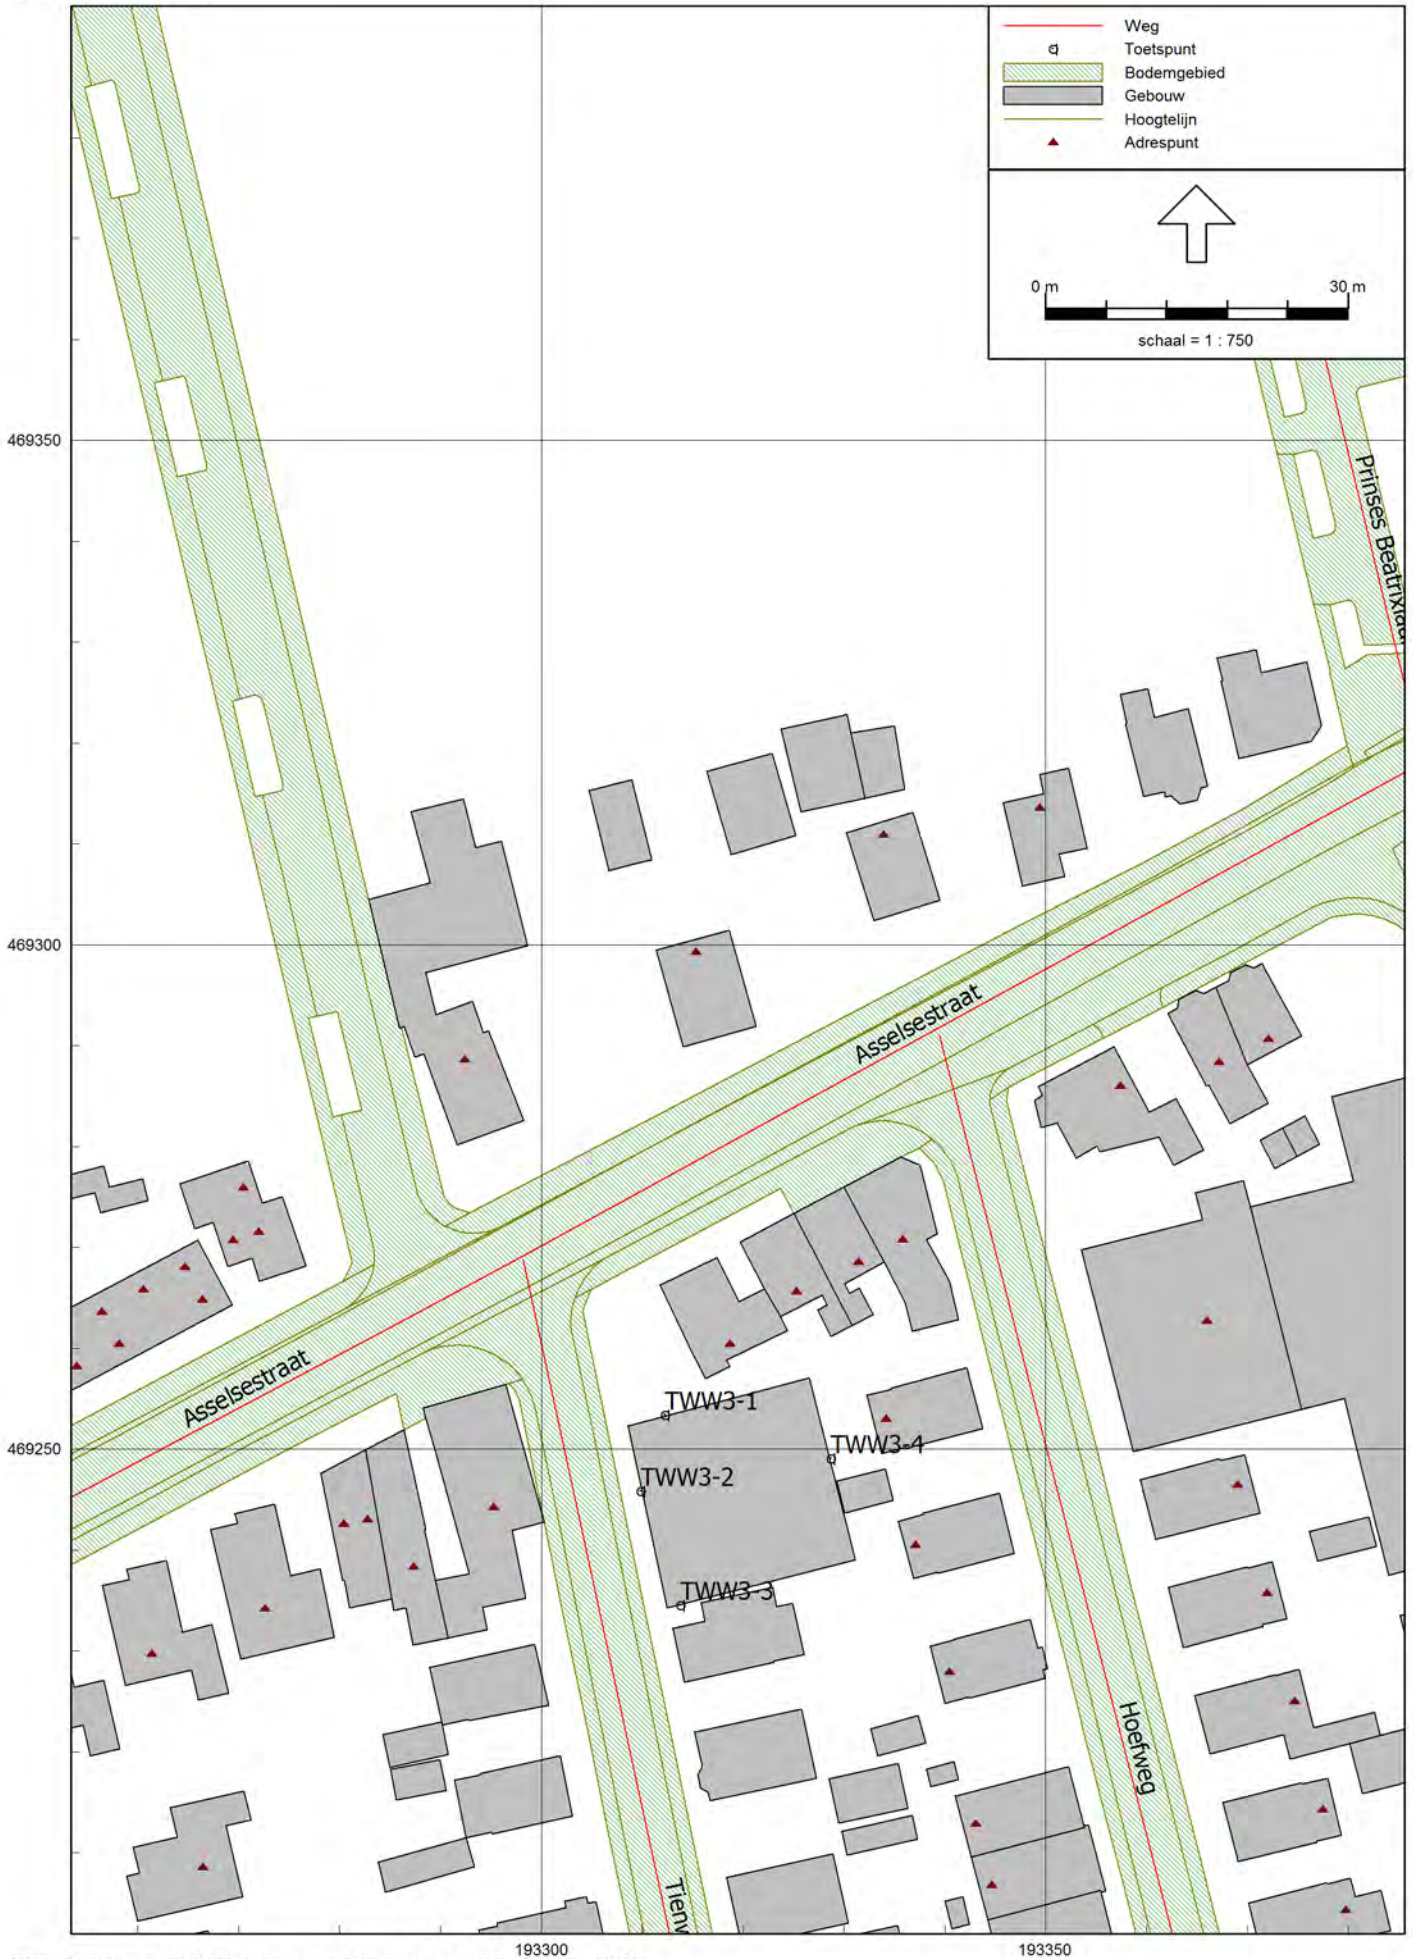 Weg
Toetspunt
Bodemgebied
Gebouw
Hoogtelijn
Adrespunt
0 m 30 m
schaal = 1 : 750
469350
Prinses
469300
Asselsestraat
Asselsestraat
TWW3-1
TWW3-4
469250
TWW3-2
TWW3-3
Hoefweg
Tienw
193300 193350